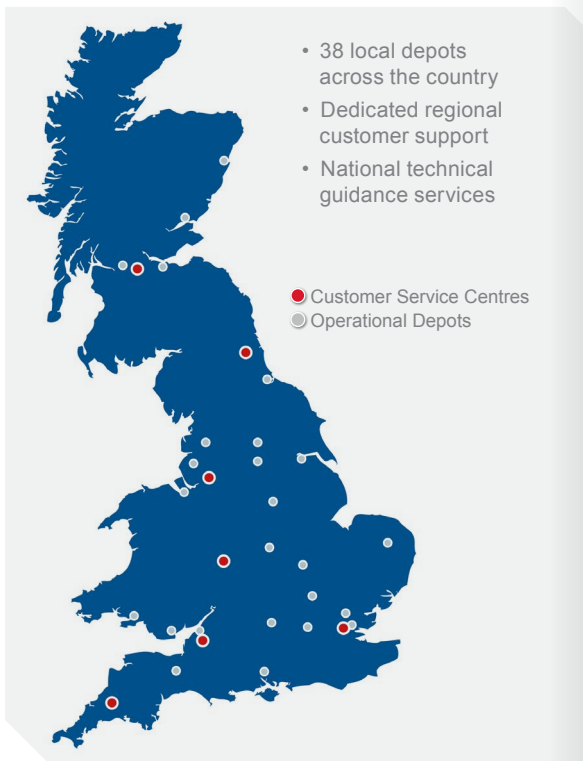 • 38 local depots
across the country
• Dedicated regional
customer support
• National technical
guidance services
Customer Service Centres
Operational Depots